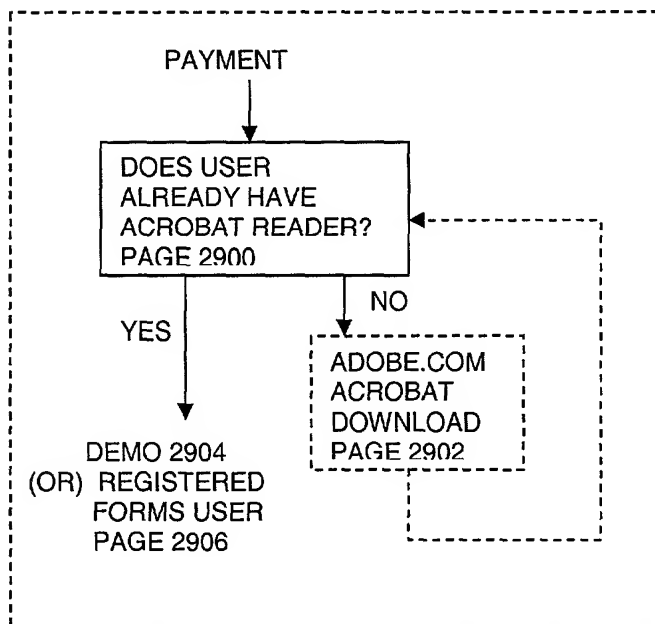 PAYMENT
DOES USER
ALREADY HAVE
ACROBAT READER?
PAGE 2900
YES
NO
ADOBE.COM
ACROBAT
DOWNLOAD
PAGE 2902
DEMO 2904
(OR) REGISTERED
FORMS USER
PAGE 2906